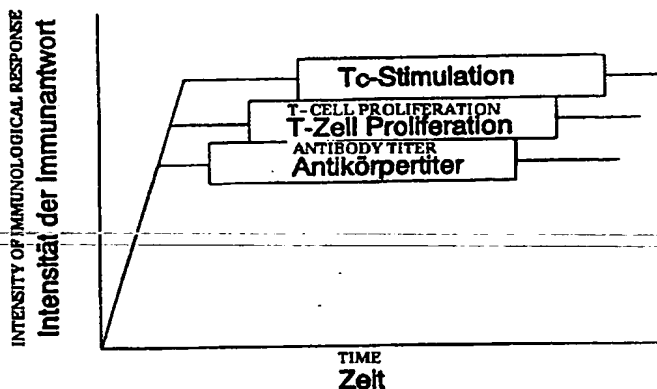 INTENSITY OF IMMUNOLOGICAL RESPONSE
Intensität der Immunantwort
Tc-Stimulation
T-CELL PROLIFERATION
T-Zell Proliferation
ANTIBODY TITER
Antikörpertiter
TIME
Zeit